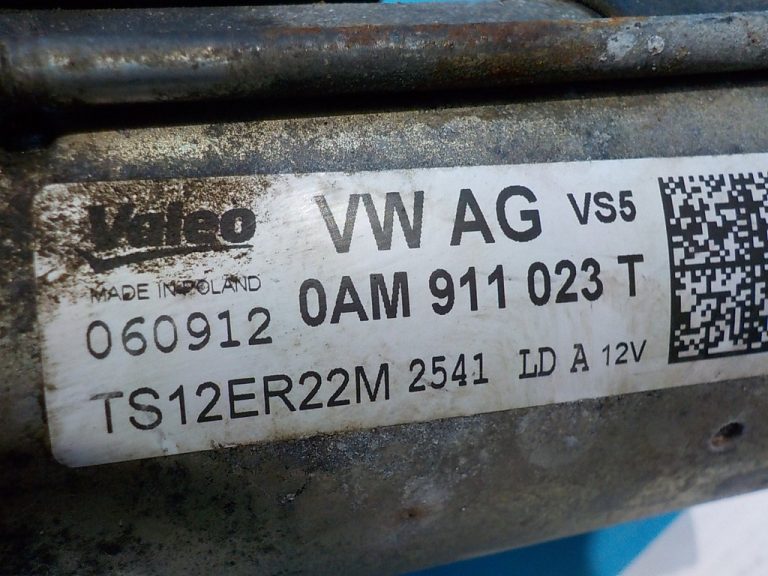 Valeo VW AG VS5
MADE IN POLAND
060912 0AM 911 023 T
TS12ER22M 2541 LD A 12V